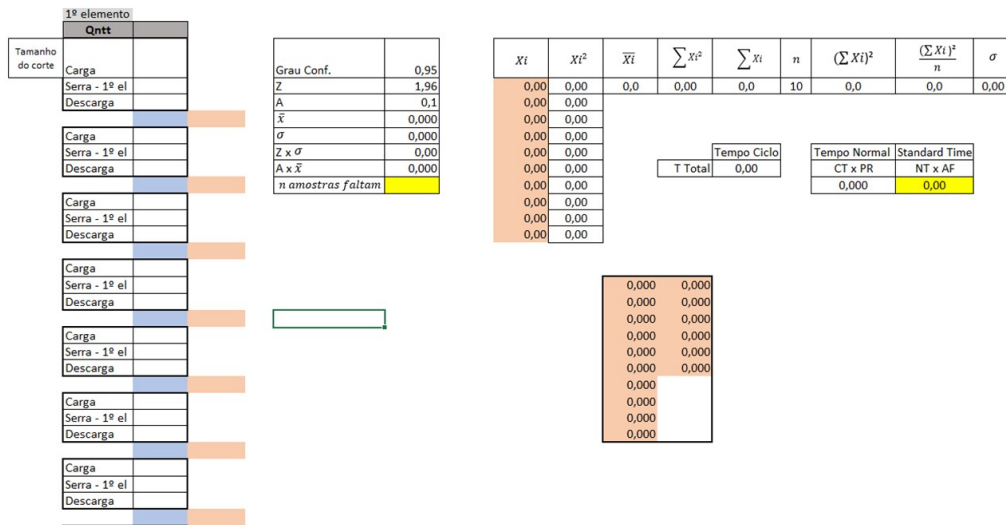 1º elemento
Qntt
Tamanho do corte
Carga
Serra - 1º el
Descarga
Carga
Serra - 1º el
Descarga
Carga
Serra - 1º el
Descarga
Carga
Serra - 1º el
Descarga
Carga
Serra - 1º el
Descarga
Carga
Serra - 1º el
Descarga
Carga
Serra - 1º el
Descarga
Grau Conf. 0,95
Z 1,96
A 0,1
x̄ 0,000
σ 0,000
Z x σ 0,00
A x x̄ 0,000
n amostras faltam
Xi Xi² X̄i ∑Xi² ∑Xi n (∑Xi)² (∑Xi)²/n σ
0,00 0,00 0,0 0,00 0,0 10 0,0 0,0 0,00
0,00 0,00
0,00 0,00
0,00 0,00
0,00 0,00
0,00 0,00
0,00 0,00
0,00 0,00
0,00 0,00
0,00 0,00
Tempo Ciclo
T Total 0,00
Tempo Normal Standard Time
CT x PR NT x AF
0,000 0,00
0,000 0,000
0,000 0,000
0,000 0,000
0,000 0,000
0,000 0,000
0,000 0,000
0,000
0,000
0,000
0,000